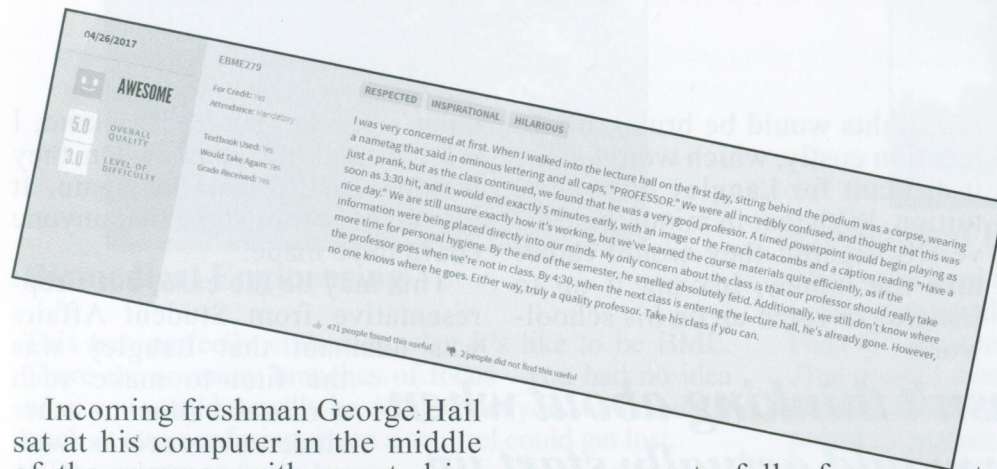 04/26/2017
AWESOME
5.0 OVERALL QUALITY
3.0 LEVEL OF DIFFICULTY
EBME279
For Credit: Yes
Attendance: Mandatory
Textbook Used: Yes
Would Take Again: Yes
Grade Received: Yes
RESPECTED INSPIRATIONAL HILARIOUS
I was very concerned at first. When I walked into the lecture hall on the first day, sitting behind the podium was a corpse, wearing
a nametag that said in ominous lettering and all caps, "PROFESSOR." We were all incredibly confused, and thought that this was
just a prank, but as the class continued, we found that he was a very good professor. A timed powerpoint would begin playing as
soon as 3:30 hit, and it would end exactly 5 minutes early, with an image of the French catacombs and a caption reading "Have a
nice day." We are still unsure exactly how it's working, but we've learned the course materials quite efficiently, as if the
information were being placed directly into our minds. My only concern about the class is that our professor should really take
more time for personal hygiene. By the end of the semester, he smelled absolutely fetid. Additionally, we still don't know where
the professor goes when we're not in class. By 4:30, when the next class is entering the lecture hall, he's already gone. However,
no one knows where he goes. Either way, truly a quality professor. Take his class if you can.
471 people found this useful 2 people did not find this useful
Incoming freshman George Hail
sat at his computer in the middle